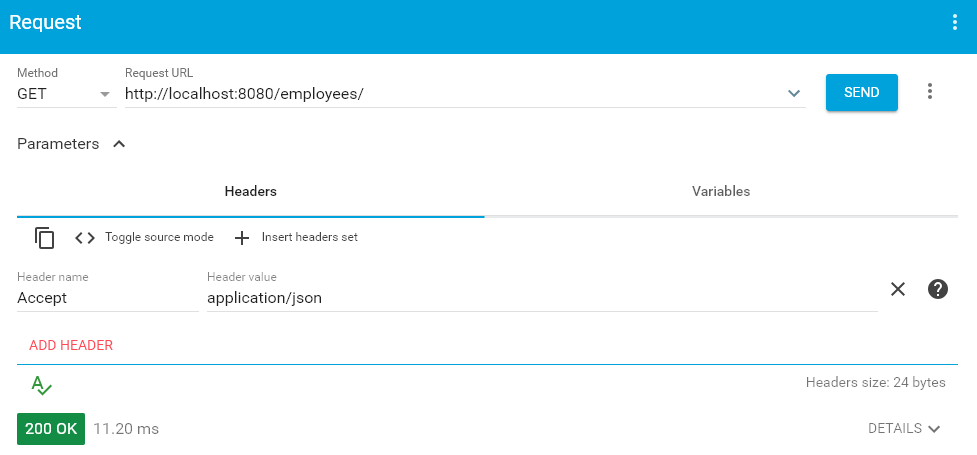 Request
Method
Request URL
GET
http://localhost:8080/employees/
SEND
Parameters
Headers
Variables
Toggle source mode
Insert headers set
Header name
Header value
Accept
application/json
ADD HEADER
A
Headers size: 24 bytes
200 OK
11.20 ms
DETAILS